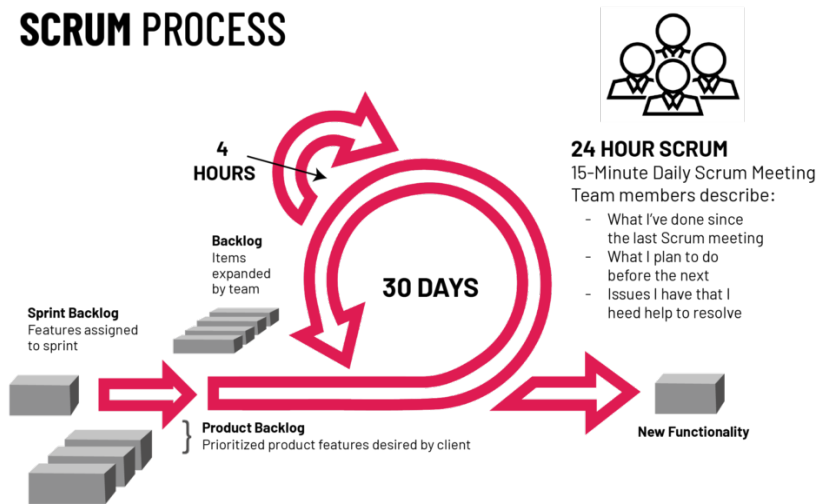 SCRUM PROCESS
4
HOURS
24 HOUR SCRUM
15-Minute Daily Scrum Meeting
Team members describe:
- What I've done since
the last Scrum meeting
- What I plan to do
before the next
- Issues I have that I
heed help to resolve
Backlog
Items
expanded
by team
30 DAYS
Sprint Backlog
Features assigned
to sprint
Product Backlog
Prioritized product features desired by client
New Functionality